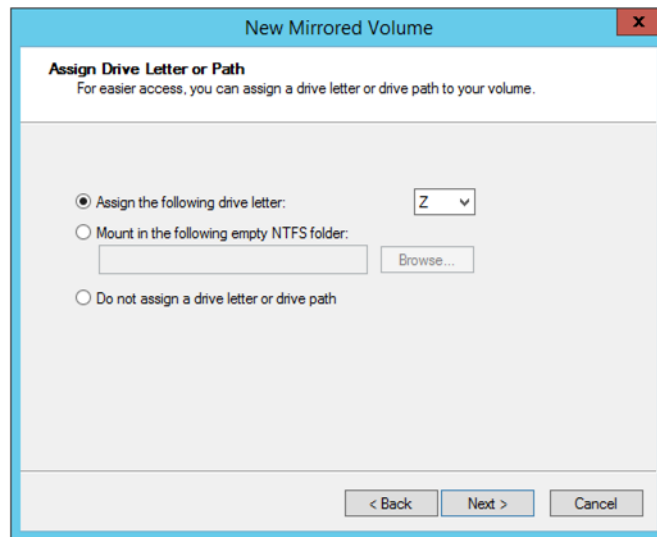 New Mirrored Volume
x
Assign Drive Letter or Path
For easier access, you can assign a drive letter or drive path to your volume.
Assign the following drive letter: Z
Mount in the following empty NTFS folder:
Browse...
Do not assign a drive letter or drive path
< Back Next > Cancel